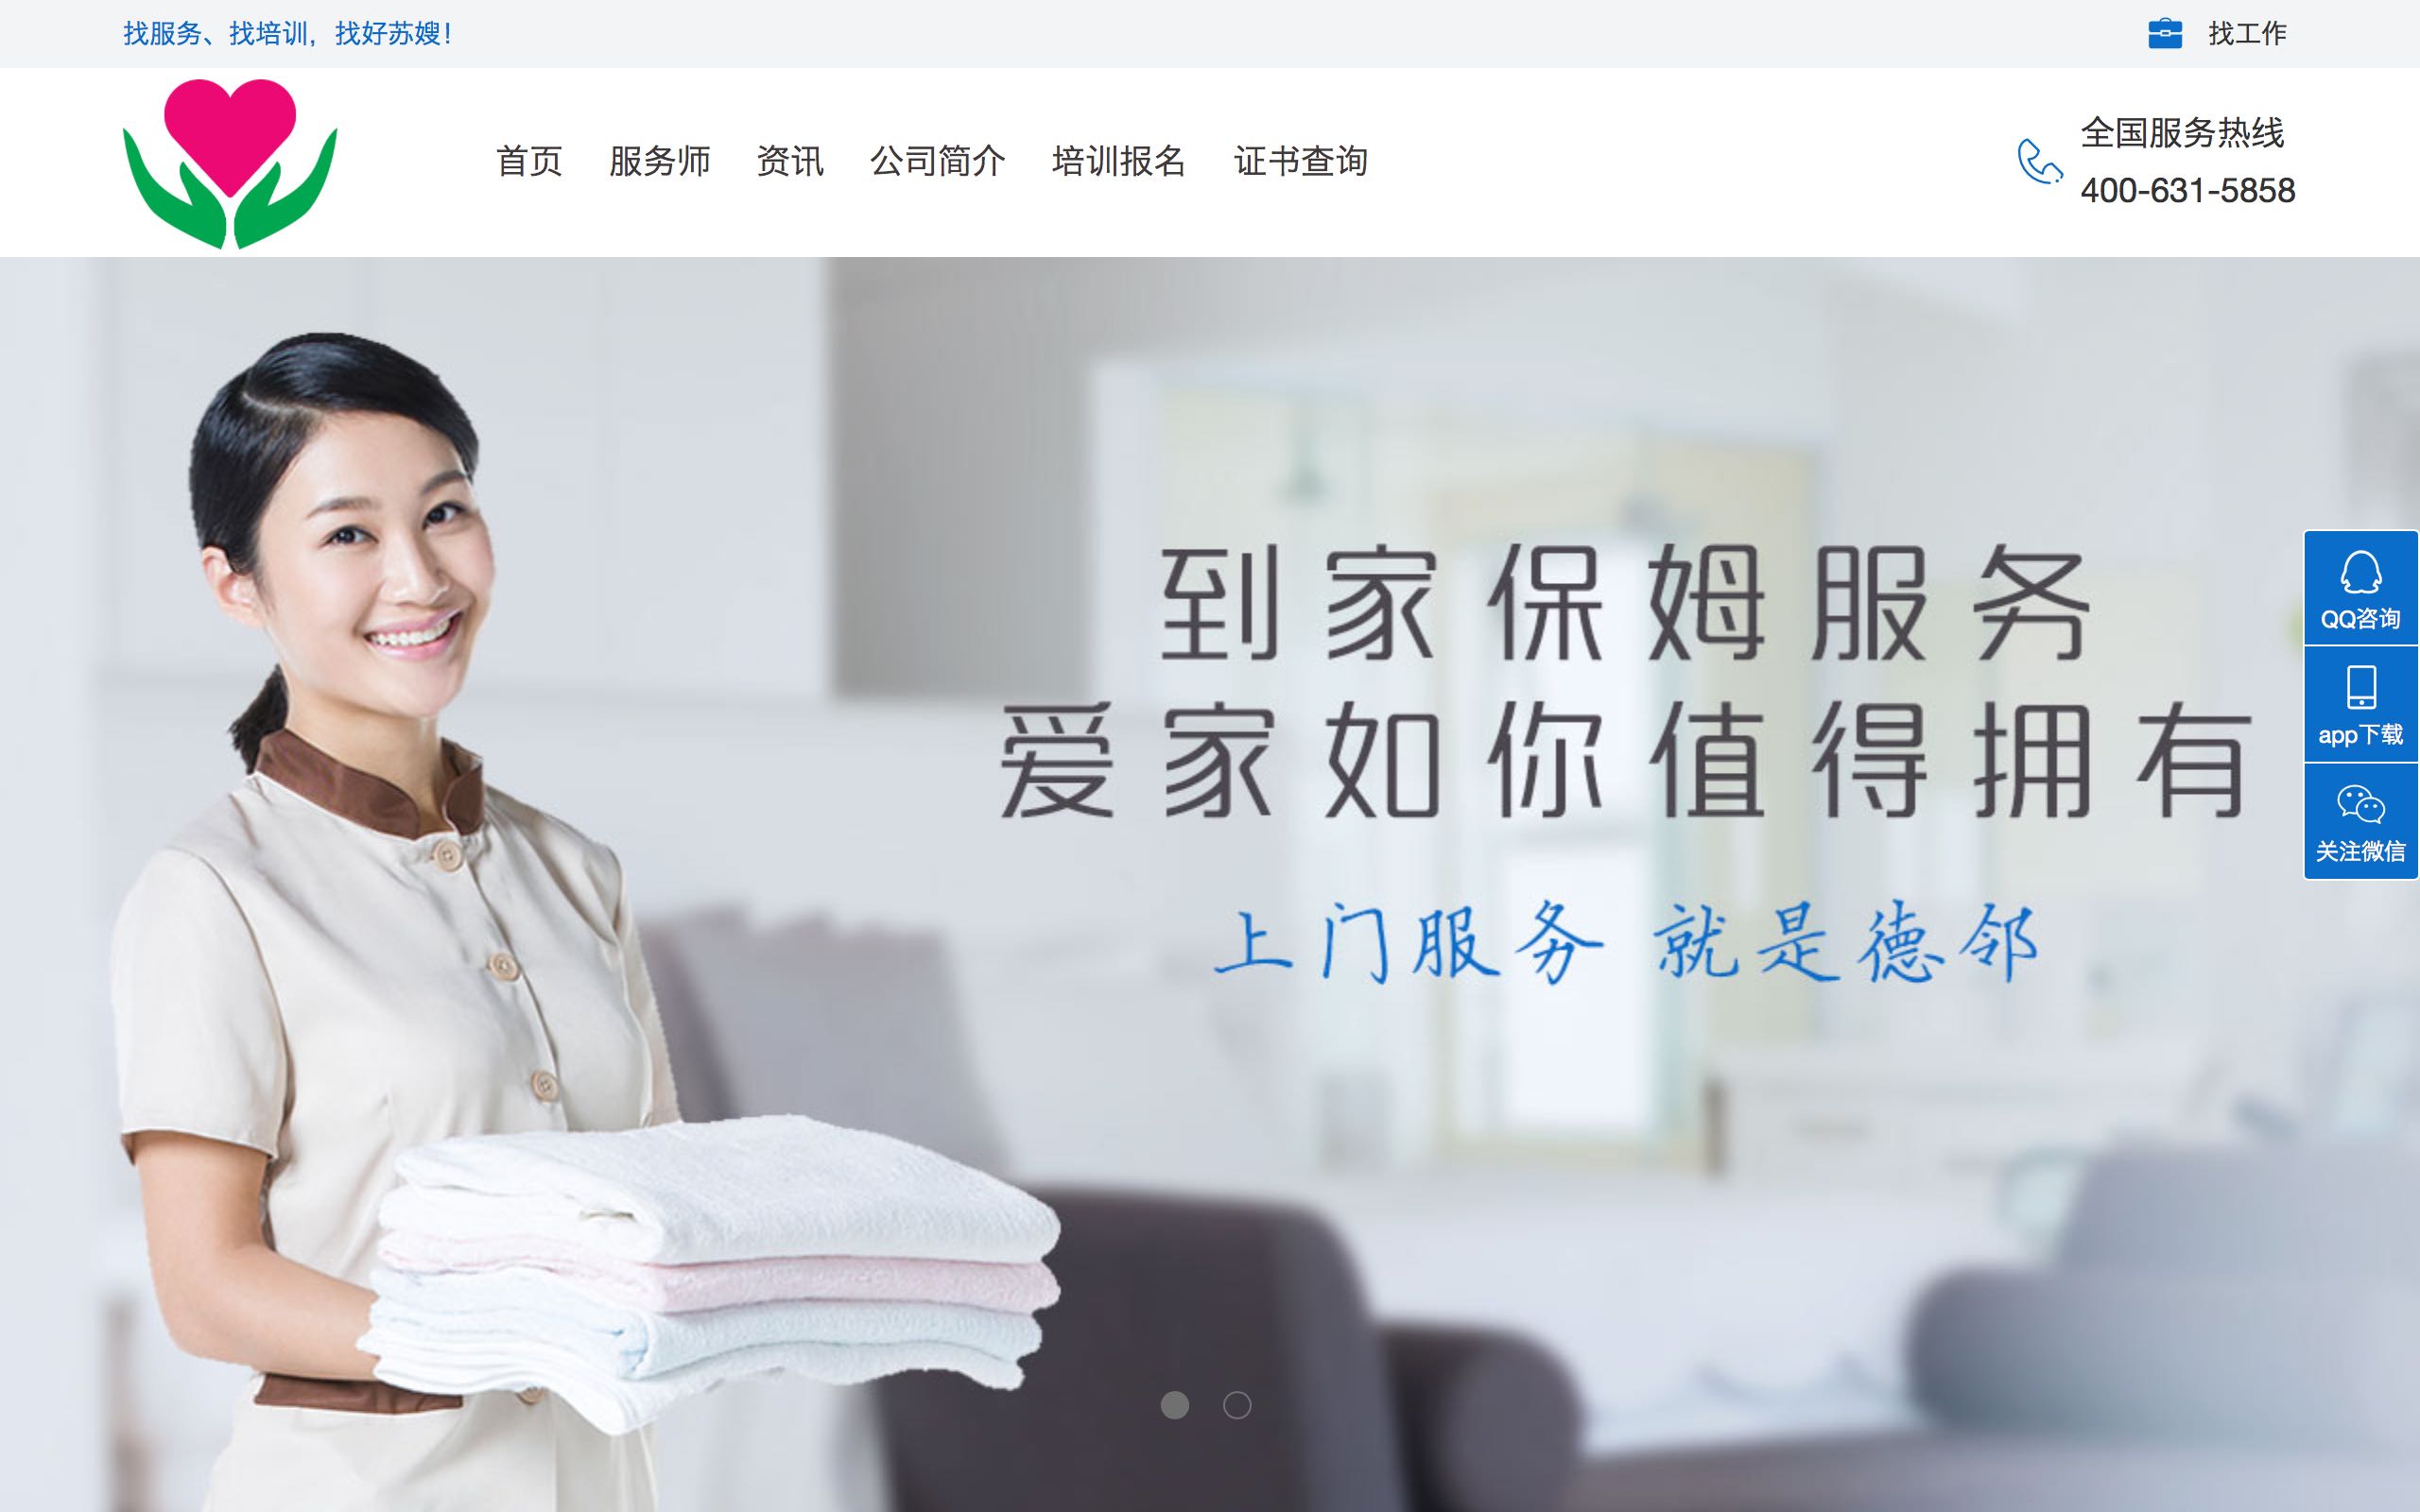 找服务、找培训，找好苏嫂！
找工作
首页 服务师 资讯 公司简介 培训报名 证书查询
全国服务热线
400-631-5858
到家保姆服务
爱家如你值得拥有
上门服务 就是德邻
QQ咨询
app下载
关注微信